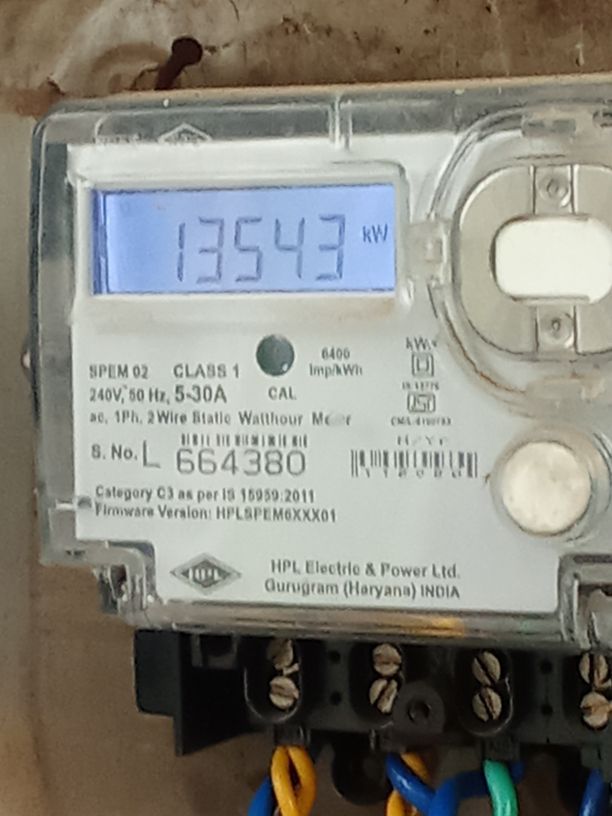 13543 kW
SPEM 02 CLASS 1
6400
Imp/kWh
240V,~50 Hz, 5-30A
CAL
ac, 1Ph, 2Wire Static Watthour
S. No. L 664380
Category C3 as per IS 15959:2011
Firmware Version: HPLSPEM6XXX01
HPL
HPL Electric & Power Ltd.
Gurugram (Haryana) INDIA